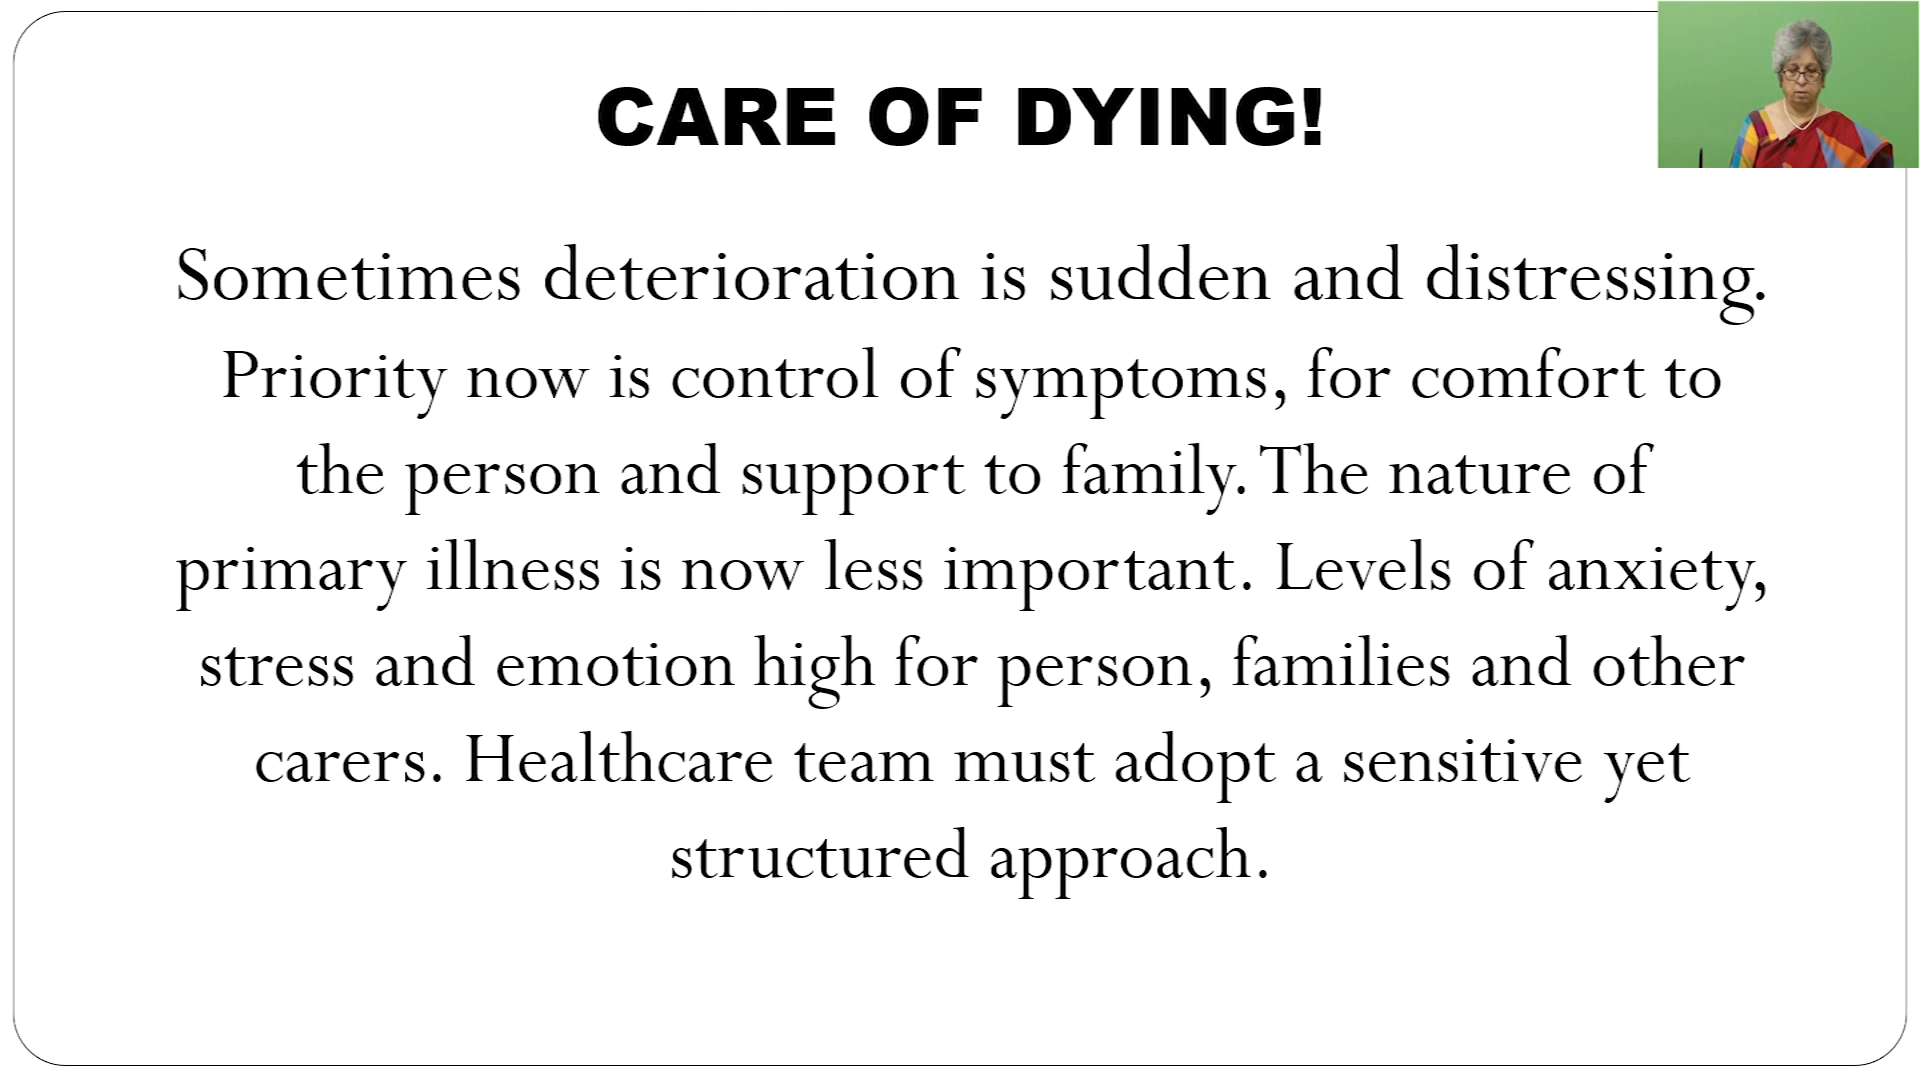 CARE OF DYING!
Sometimes deterioration is sudden and distressing.
Priority now is control of symptoms, for comfort to
the person and support to family. The nature of
primary illness is now less important. Levels of anxiety,
stress and emotion high for person, families and other
carers. Healthcare team must adopt a sensitive yet
structured approach.